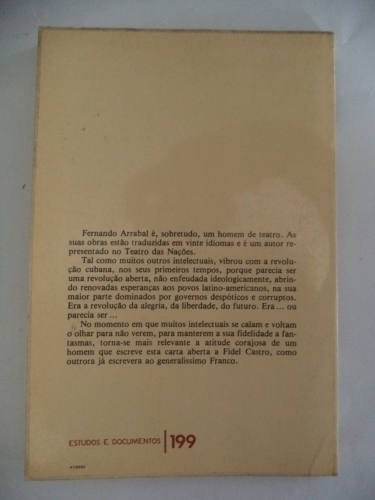 Fernando Arrabal é, sobretudo, um homem de teatro. As
suas obras estão traduzidas em vinte idiomas e é um autor re-
presentado no Teatro das Nações.
Tal como muitos outros intelectuais, vibrou com a revolu-
ção cubana, nos seus primeiros tempos, porque parecia ser
uma revolução aberta, não enfeudada ideologicamente, abrin-
do renovadas esperanças aos povos latino-americanos, na sua
maior parte dominados por governos despóticos e corruptos.
Era a revolução da alegria, da liberdade, do futuro. Era... ou
parecia ser...
No momento em que muitos intelectuais se calam e voltam
o olhar para não verem, para manterem a sua fidelidade a fan-
tasmas, torna-se mais relevante a atitude corajosa de um
homem que escreve esta carta aberta a Fidel Castro, como
outrora já escrevera ao generalíssimo Franco.
ESTUDOS E DOCUMENTOS 199